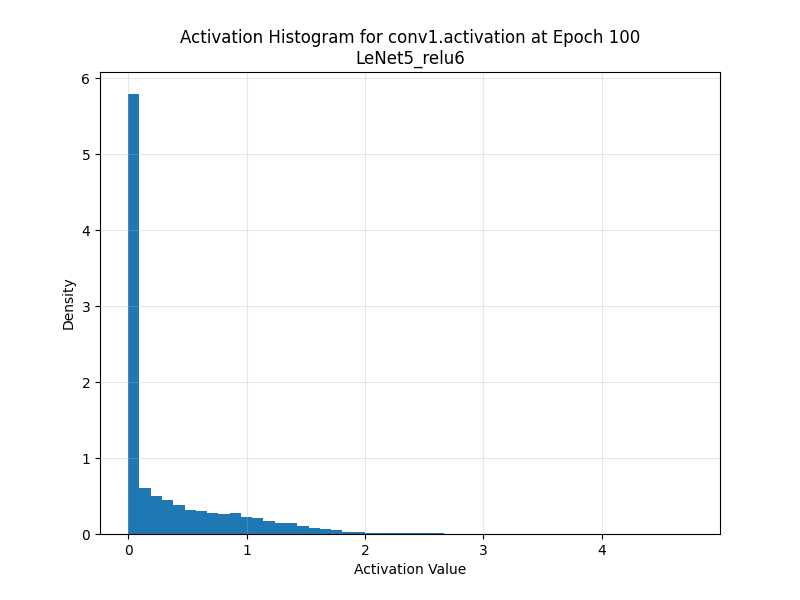 Activation Histogram for conv1.activation at Epoch 100
LeNet5_relu6
6
5
4
3
2
1
0
Density
0 1 2 3 4
Activation Value